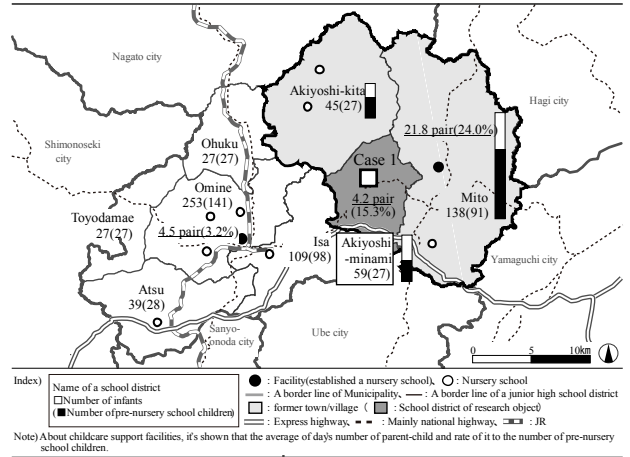 Nagato city
Hagi city
Shimonoseki
city
Akiyoshi-kita
45(27)
21.8 pair(24.0%)
Ohuku
27(27)
Case 1
Omine
253(141)
4.2 pair
(15.3%)
Mito
138(91)
Toyodamae
27(27)
4.5 pair(3.2%)
Isa
109(98)
Akiyoshi
-minami
59(27)
Yamaguchi city
Atsu
39(28)
Sanyo-
onoda city
Ube city
0 5 10km
Index)
Name of a school district
□Number of infants
(■Number of pre-nursery school children)
: Facility(established a nursery school)、 : Nursery school
: A border line of Municipality、 : A border line of a junior high school district
: former town/village( : School district of research object)
: Express highway、 : Mainly national highway、 : JR
Note) About childcare support facilities, it's shown that the average of day's number of parent-child and rate of it to the number of pre-nursery
school children.